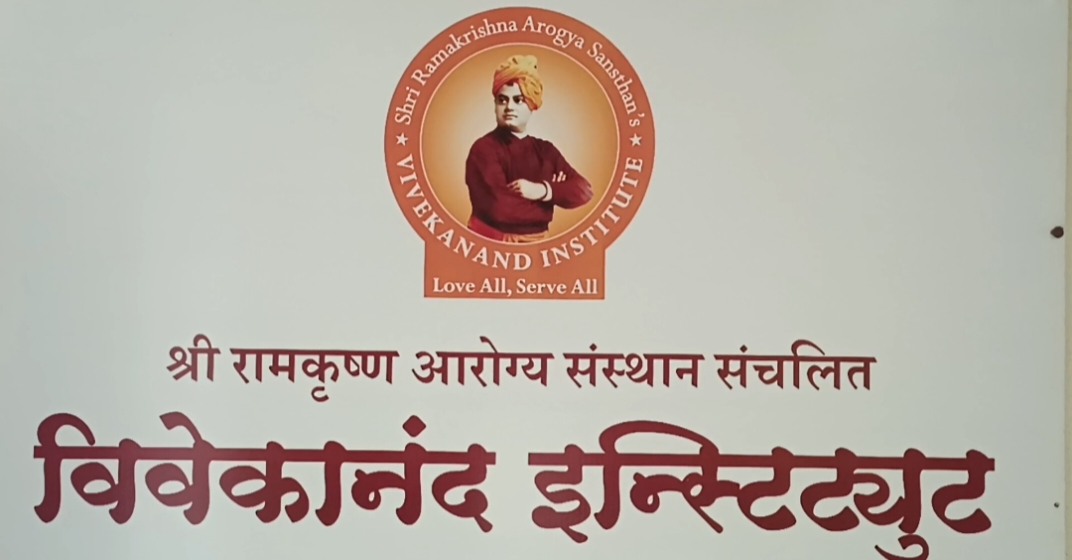 Shri Ramakrishna Arogya Sansthan's
VIVEKANAND INSTITUTE
Love All, Serve All
श्री रामकृष्ण आरोग्य संस्थान संचलित
विवेकानंद इन्स्टिट्युट